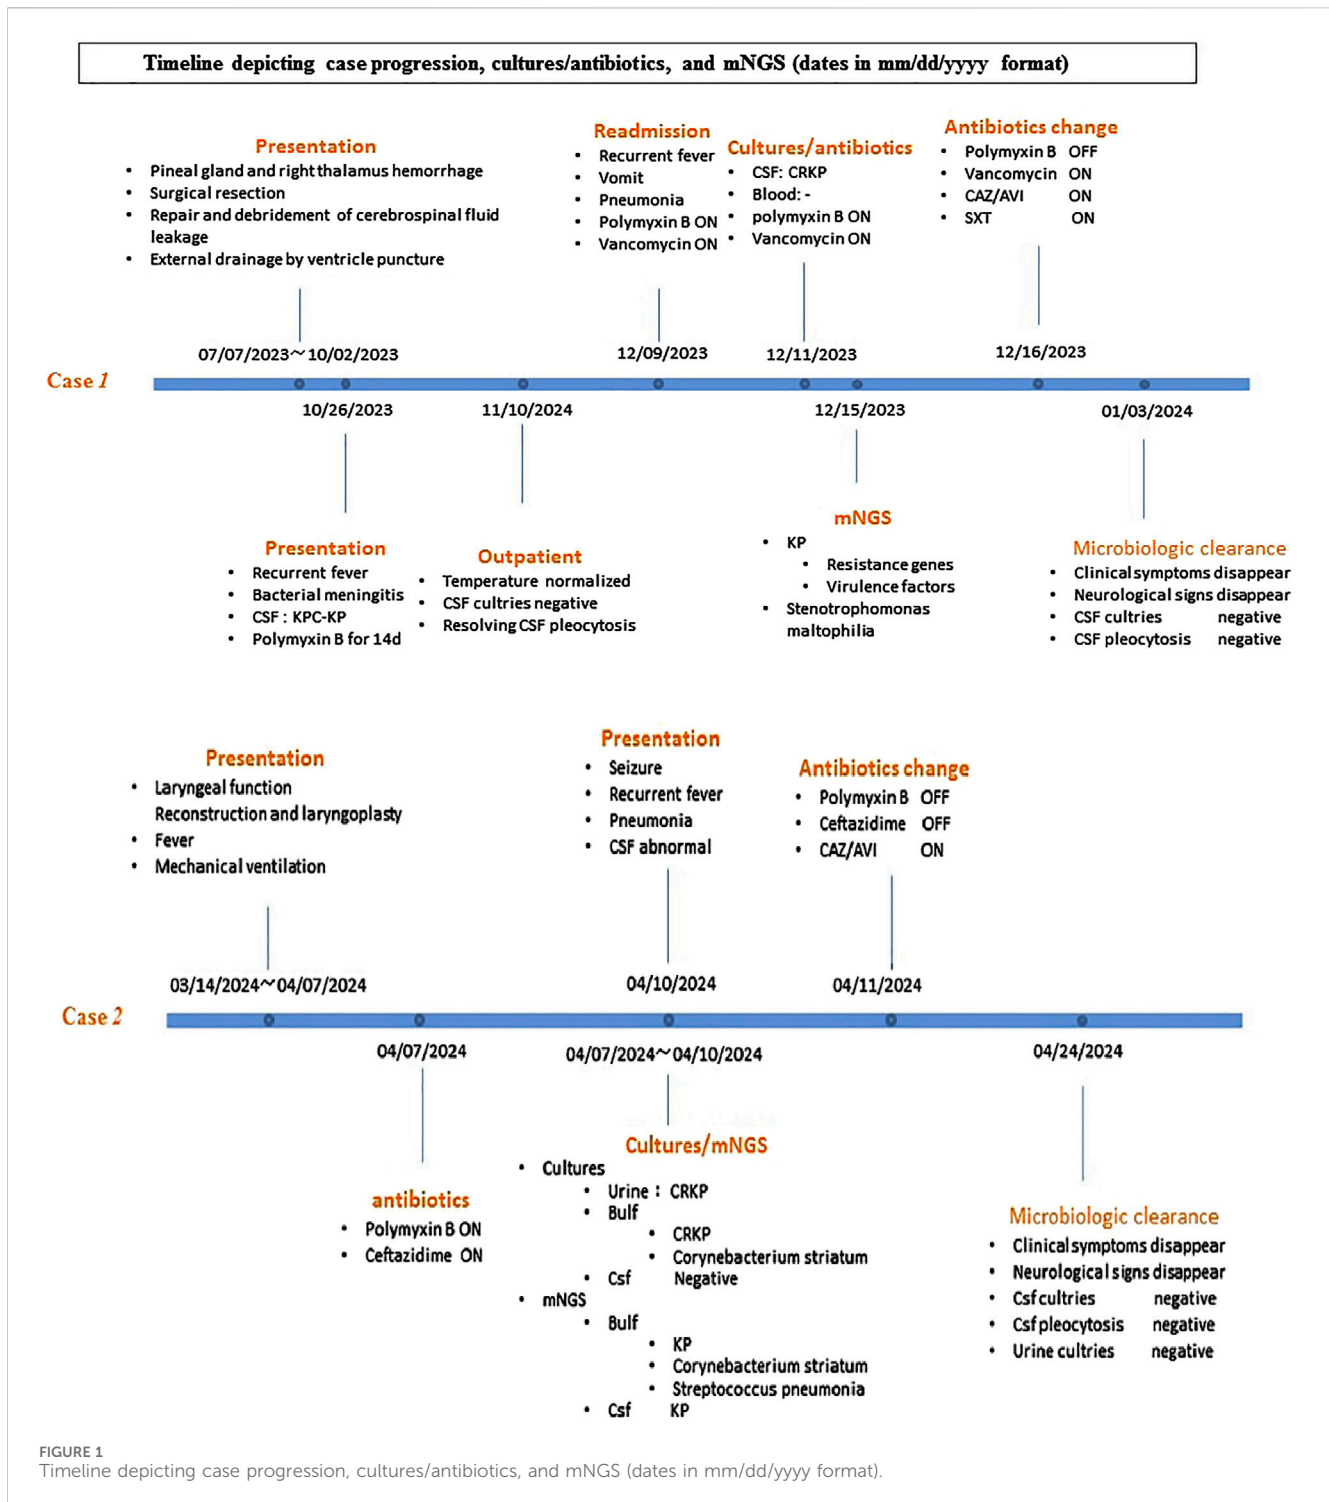 Timeline depicting case progression, cultures/antibiotics, and mNGS (dates in mm/dd/yyyy format)
Presentation
• Pineal gland and right thalamus hemorrhage
• Surgical resection
• Repair and debridement of cerebrospinal fluid
leakage
• External drainage by ventricle puncture
Readmission
• Recurrent fever
• Vomit
• Pneumonia
• Polymyxin B ON
• Vancomycin ON
Cultures/antibiotics
• CSF: CRKP
• Blood: -
• polymyxin B ON
• Vancomycin ON
Antibiotics change
• Polymyxin B OFF
• Vancomycin ON
• CAZ/AVI ON
• SXT ON
07/07/2023~10/02/2023
12/09/2023
12/11/2023
12/16/2023
Case 1
10/26/2023
11/10/2024
12/15/2023
01/03/2024
Presentation
• Recurrent fever
• Bacterial meningitis
• CSF : KPC-KP
• Polymyxin B for 14d
Outpatient
• Temperature normalized
• CSF cultries negative
• Resolving CSF pleocytosis
mNGS
• KP
• Resistance genes
• Virulence factors
• Stenotrophomonas
maltophilia
Microbiologic clearance
• Clinical symptoms disappear
• Neurological signs disappear
• CSF cultries negative
• CSF pleocytosis negative
Presentation
• Laryngeal function
Reconstruction and laryngoplasty
• Fever
• Mechanical ventilation
Presentation
• Seizure
• Recurrent fever
• Pneumonia
• CSF abnormal
Antibiotics change
• Polymyxin B OFF
• Ceftazidime OFF
• CAZ/AVI ON
03/14/2024~04/07/2024
04/10/2024
04/11/2024
Case 2
04/07/2024
04/07/2024~04/10/2024
04/24/2024
antibiotics
• Polymyxin B ON
• Ceftazidime ON
Cultures/mNGS
• Cultures
• Urine : CRKP
• Bulf
• CRKP
• Corynebacterium striatum
• Csf Negative
• mNGS
• Bulf
• KP
• Corynebacterium striatum
• Streptococcus pneumonia
• Csf KP
Microbiologic clearance
• Clinical symptoms disappear
• Neurological signs disappear
• Csf cultries negative
• Csf pleocytosis negative
• Urine cultries negative
FIGURE 1
Timeline depicting case progression, cultures/antibiotics, and mNGS (dates in mm/dd/yyyy format).